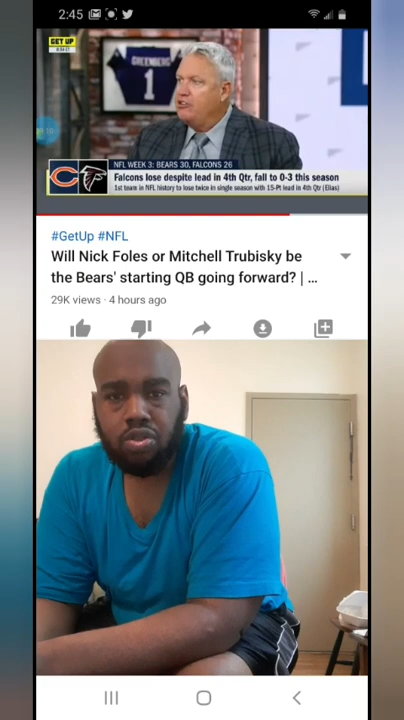 2:45
GET UP
GREENBERG
1
NFL WEEK 3: BEARS 30, FALCONS 26
Falcons lose despite lead in 4th Qtr, fall to 0-3 this season
1st team in NFL history to lose twice in single season with 15-Pt lead in 4th Qtr (Elias)
#GetUp #NFL
Will Nick Foles or Mitchell Trubisky be
the Bears' starting QB going forward? | ...
29K views · 4 hours ago